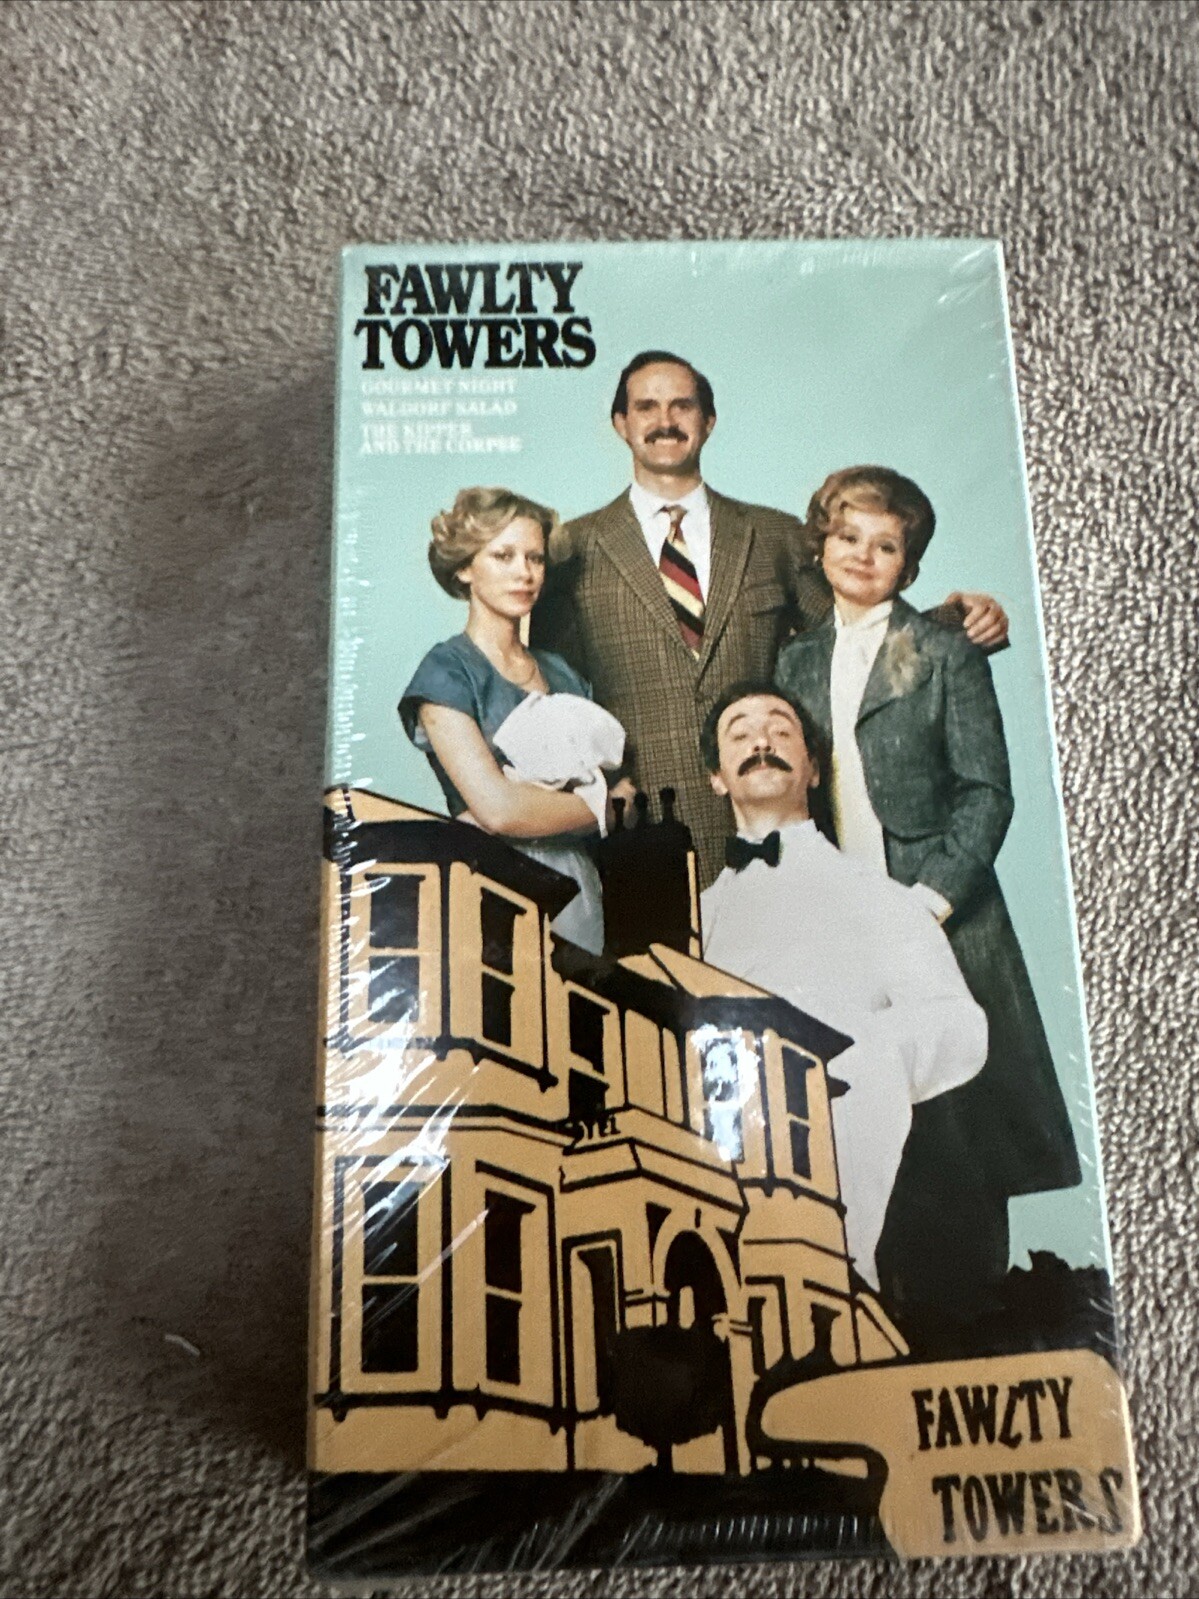 FAWLTY
TOWERS
GOURMET NIGHT
WALDORF SALAD
THE KIPPER
AND THE CORPSE
FAWLTY
TOWERS